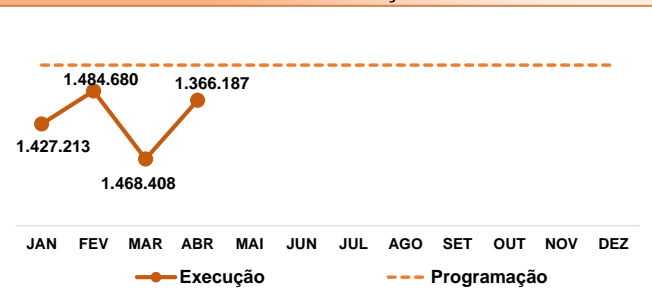 1.484.680
1.366.187
1.427.213
1.468.408
JAN FEV MAR ABR MAI JUN JUL AGO SET OUT NOV DEZ
Execução Programação